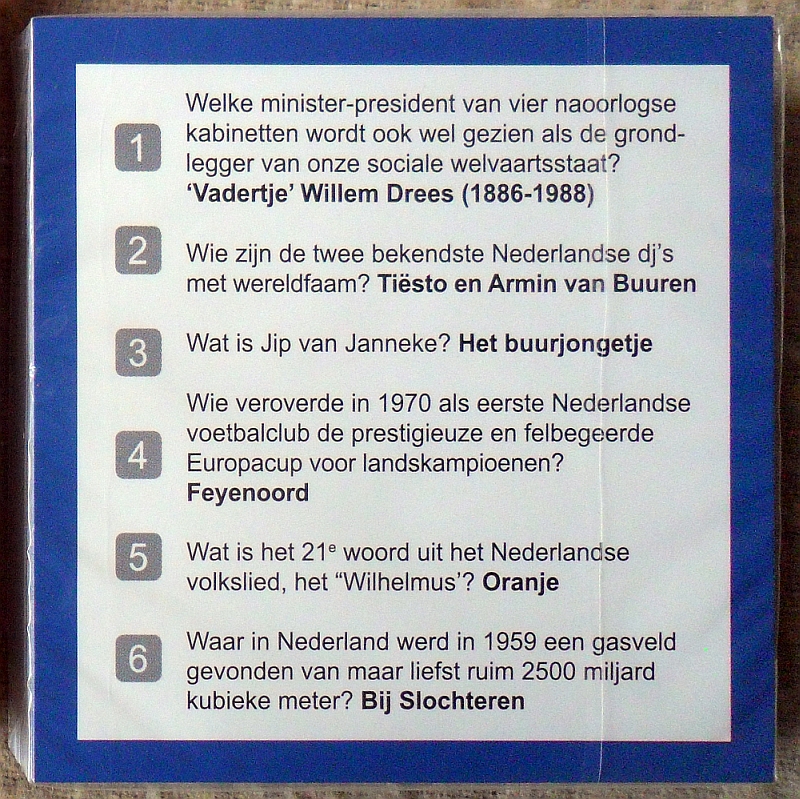 1 Welke minister-president van vier naoorlogse
kabinetten wordt ook wel gezien als de grond-
legger van onze sociale welvaartsstaat?
‘Vadertje’ Willem Drees (1886-1988)
2 Wie zijn de twee bekendste Nederlandse dj’s
met wereldfaam? Tiësto en Armin van Buuren
3 Wat is Jip van Janneke? Het buurjongetje
4 Wie veroverde in 1970 als eerste Nederlandse
voetbalclub de prestigieuze en felbegeerde
Europacup voor landskampioenen?
Feyenoord
5 Wat is het 21ᵉ woord uit het Nederlandse
volkslied, het “Wilhelmus’? Oranje
6 Waar in Nederland werd in 1959 een gasveld
gevonden van maar liefst ruim 2500 miljard
kubieke meter? Bij Slochteren